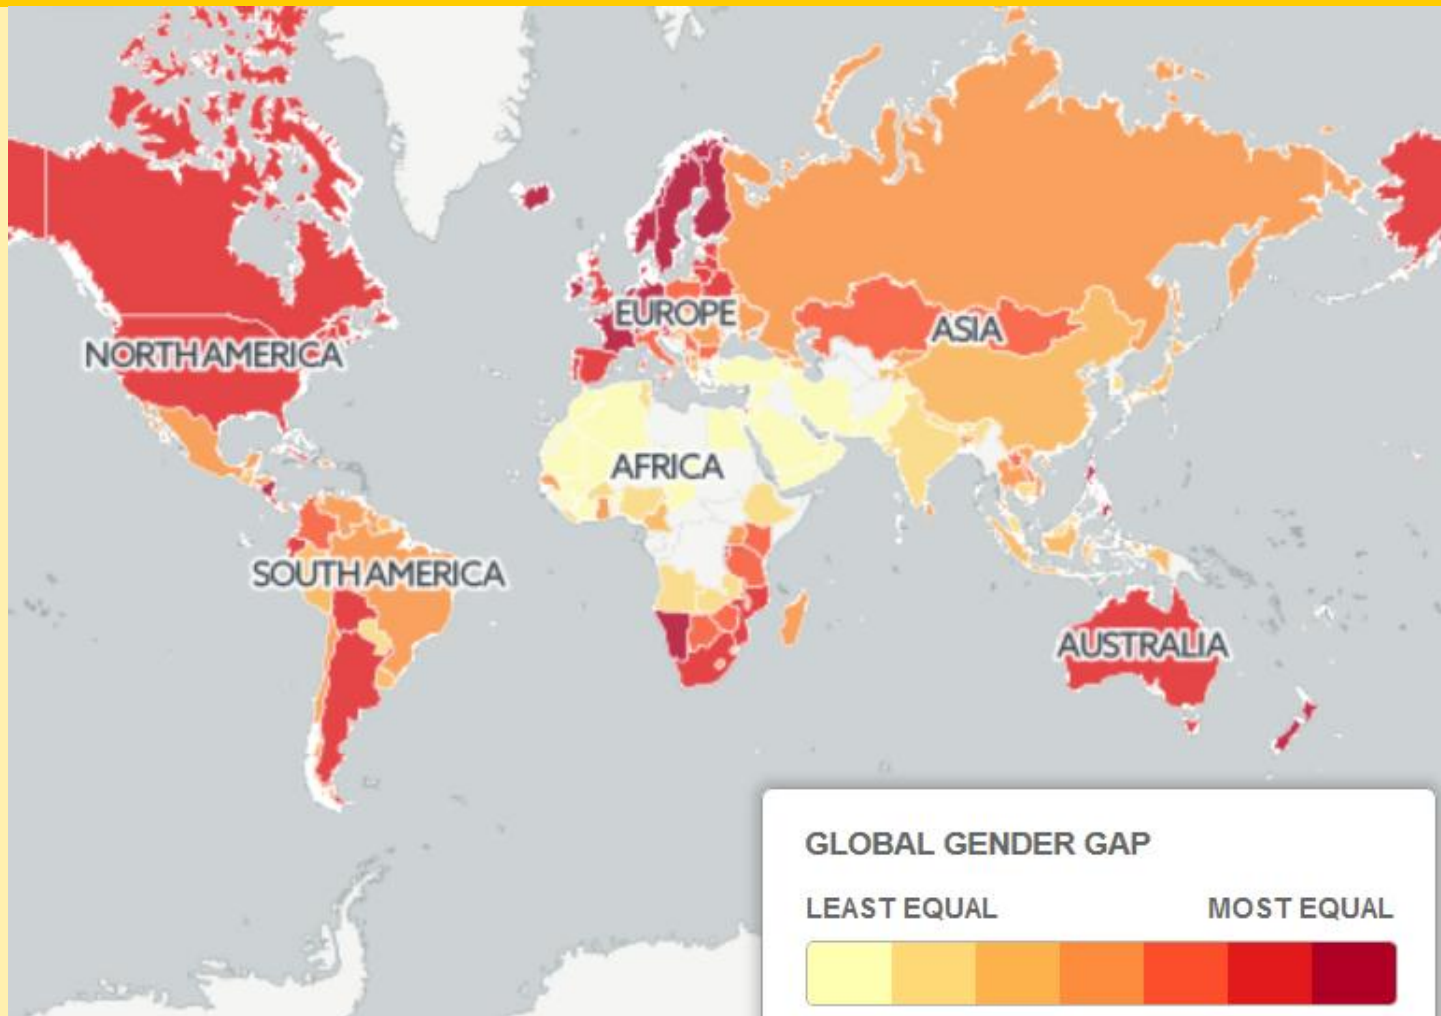 EUROPE
ASIA
NORTH AMERICA
AFRICA
SOUTH AMERICA
AUSTRALIA
GLOBAL GENDER GAP
LEAST EQUAL
MOST EQUAL